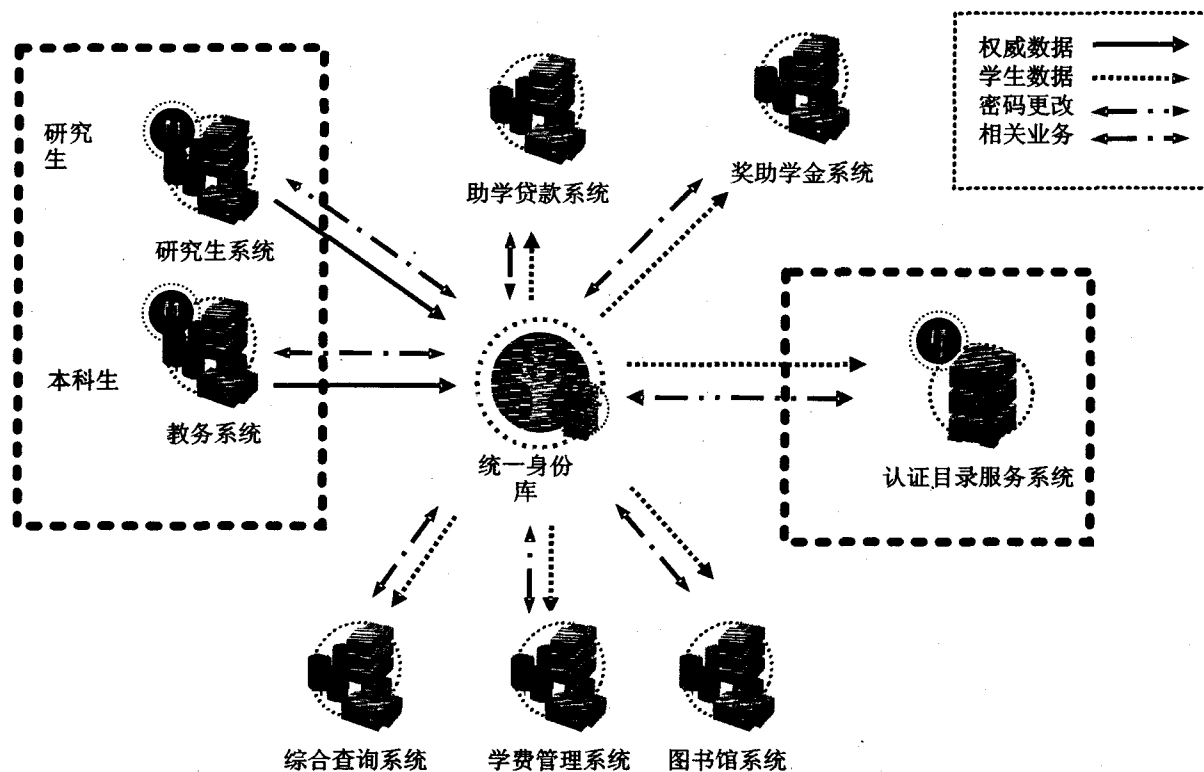 权威数据
学生数据
密码更改
相关业务
研究
生
研究生系统
助学贷款系统
奖助学金系统
本科生
教务系统
统一身份
库
认证目录服务系统
综合查询系统
学费管理系统
图书馆系统